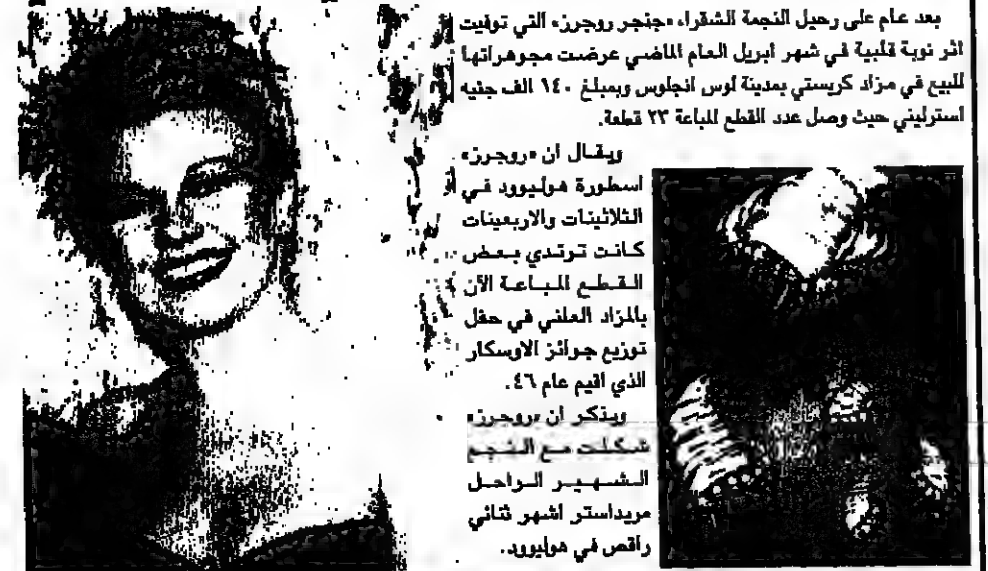 بعد عام على رحيل النجمة الشقراء «جنجر روجرز» التي توفيت
اثر نوبة قلبية في شهر ابريل العام الماضي عرضت مجوهراتها
للبيع في مزاد كريستي بمدينة لوس انجلوس وبمبلغ ١٤٠ الف جنيه
استرليني حيث وصل عدد القطع المباعة ٢٣ قطعة.
ويقال ان «روجرز»
اسطورة هوليوود في
الثلاثينات والاربعينات
كانت ترتدي بعض
القطع المباعة الآن
بالمزاد العلني في حفل
توزيع جوائز الاوسكار
الذي اقيم عام ٤٦.
ويذكر ان «روجرز»
شكلت مع النجم
الشهير الراحل
مريداستر اشهر ثنائي
راقص في هوليوود.